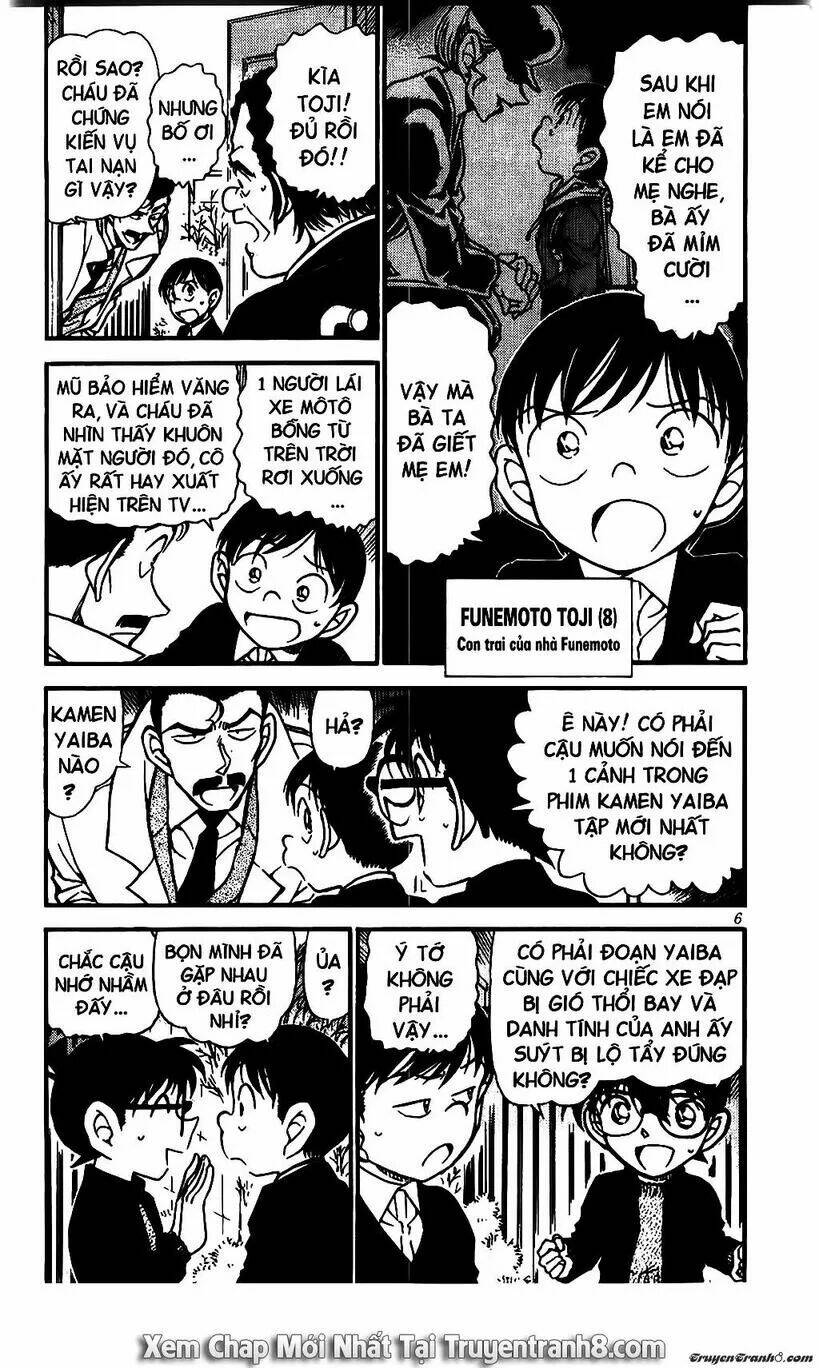 SAU KHI
EM NÓI
LÀ EM ĐÃ
KỂ CHO
MẸ NGHE,
BÀ ẤY
ĐÃ MỈM
CƯỜI
...
VẬY MÀ
BÀ TA
ĐÃ GIẾT
MẸ EM!
FUNEMOTO TOJI (8)
Con trai của nhà Funemoto
KÌA
TOJI!
ĐỦ RỒI
ĐÓ!!
NHƯNG
BỐ ƠI
...
RỒI SAO?
CHÁU ĐÃ
CHỨNG
KIẾN VỤ
TAI NẠN
GÌ VẬY?
1 NGƯỜI LÁI
XE MÔTÔ
BỖNG TỪ
TRÊN TRỜI
RƠI XUỐNG
...
MŨ BẢO HIỂM VĂNG
RA, VÀ CHÁU ĐÃ
NHÌN THẤY KHUÔN
MẶT NGƯỜI ĐÓ, CÔ
ẤY RẤT HAY XUẤT
HIỆN TRÊN TV...
Ê NÀY! CÓ PHẢI
CẬU MUỐN NÓI ĐẾN
1 CẢNH TRONG
PHIM KAMEN YAIBA
TẬP MỚI NHẤT
KHÔNG?
HẢ?
KAMEN
YAIBA
NÀO
?
6
CÓ PHẢI ĐOẠN YAIBA
CÙNG VỚI CHIẾC XE ĐẠP
BỊ GIÓ THỔI BAY VÀ
DANH TÍNH CỦA ANH ẤY
SUÝT BỊ LỘ TẨY ĐÚNG
KHÔNG?
Ý TỚ
KHÔNG
PHẢI
VẬY...
ỦA
?
BỌN MÌNH ĐÃ
GẶP NHAU
Ở ĐÂU RỒI
NHỈ?
CHẮC CẬU
NHỚ NHẦM
ĐẤY...
Xem Chap Mới Nhất Tại Truyentranh8.com
TruyenTranh8.com